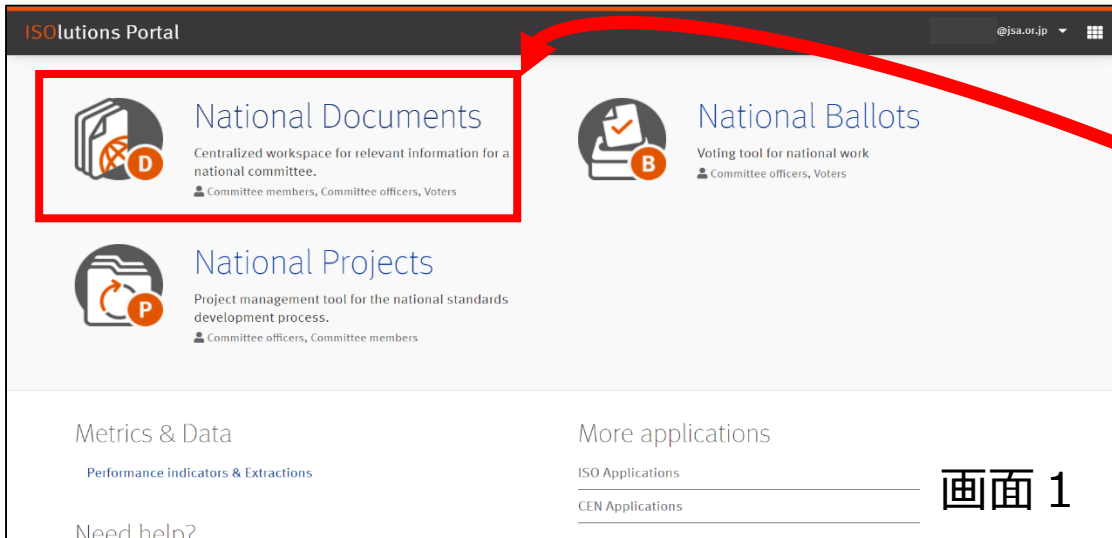 ISOlutions Portal
@jsa.or.jp
National Documents
Centralized workspace for relevant information for a
national committee.
Committee members, Committee officers, Voters
D
National Ballots
Voting tool for national work
Committee officers, Voters
B
National Projects
Project management tool for the national standards
development process.
Committee officers, Committee members
P
Metrics & Data
Performance indicators & Extractions
More applications
ISO Applications
CEN Applications
画面１
Need help?